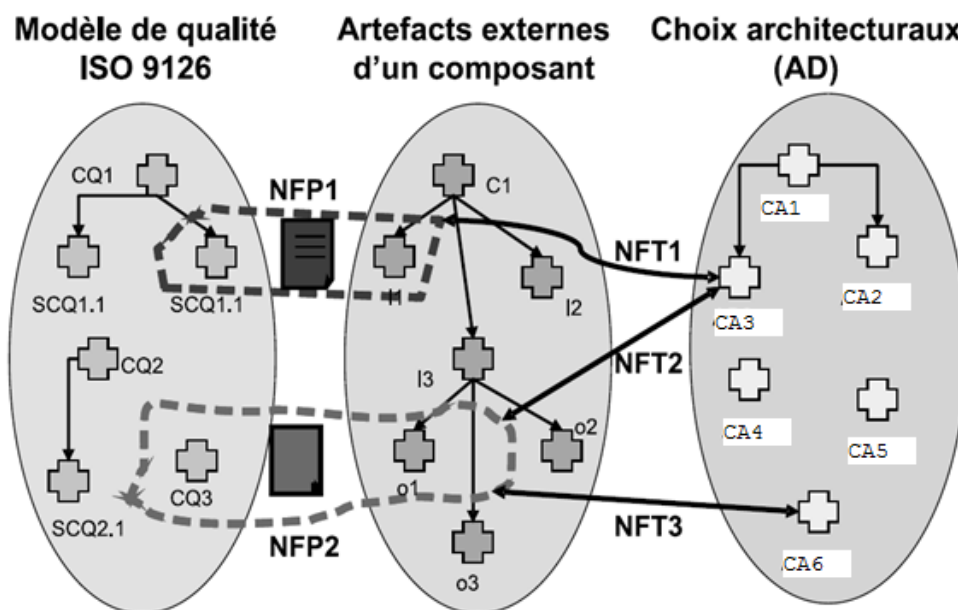 Modèle de qualité
ISO 9126
Artefacts externes
d'un composant
Choix architecturaux
(AD)
CQ1
NFP1
C1
CA1
NFT1
SCQ1.1
SCQ1.1
I1
I2
CA3
CA2
CQ2
I3
NFT2
CA4
CA5
o2
CQ3
o1
SCQ2.1
NFP2
NFT3
o3
CA6